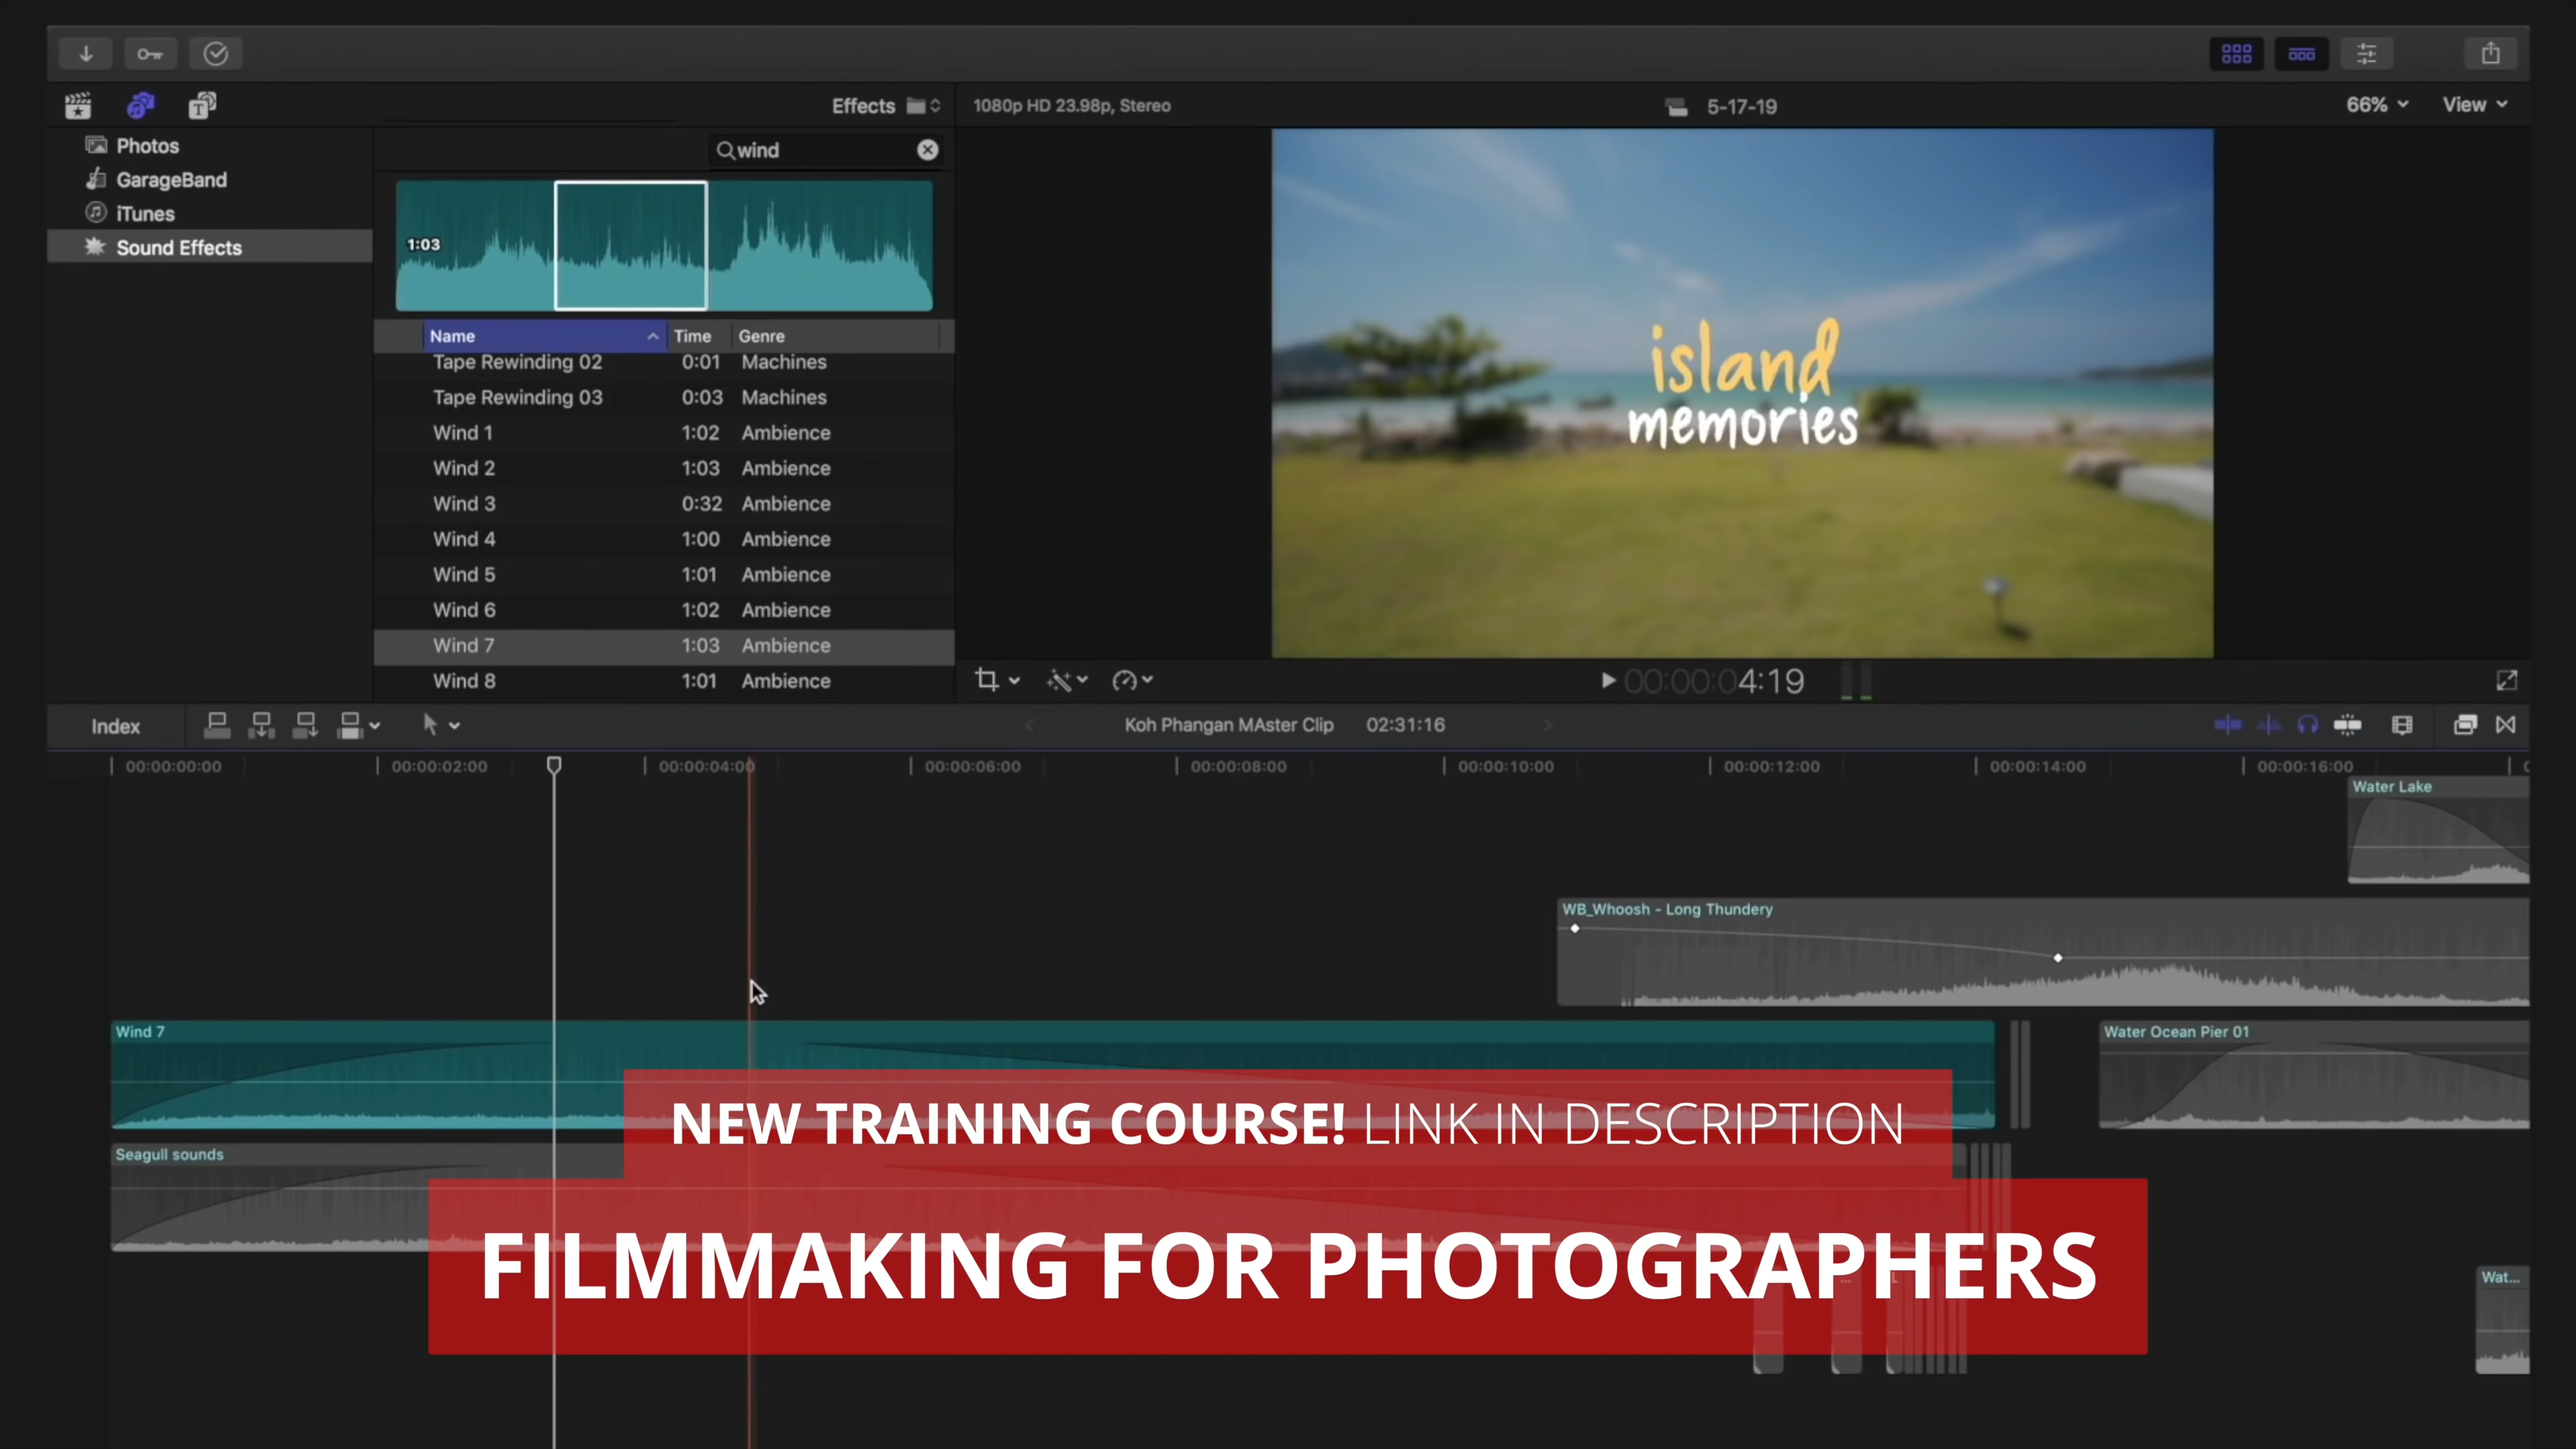 Effects
1080p HD 23.98p, Stereo
5-17-19
66%
View
Photos
GarageBand
iTunes
Sound Effects
wind
1:03
Name Time Genre
Tape Rewinding 02 0:01 Machines
Tape Rewinding 03 0:03 Machines
Wind 1 1:02 Ambience
Wind 2 1:03 Ambience
Wind 3 0:32 Ambience
Wind 4 1:00 Ambience
Wind 5 1:01 Ambience
Wind 6 1:02 Ambience
Wind 7 1:03 Ambience
Wind 8 1:01 Ambience
island
memories
00:00:04:19
Index
Koh Phangan MAster Clip 02:31:16
00:00:00:00 00:00:02:00 00:00:04:00 00:00:06:00 00:00:08:00 00:00:10:00 00:00:12:00 00:00:14:00 00:00:16:00
Water Lake
WB_Whoosh - Long Thundery
Wind 7
Water Ocean Pier 01
Seagull sounds
NEW TRAINING COURSE! LINK IN DESCRIPTION
FILMMAKING FOR PHOTOGRAPHERS
Wat...